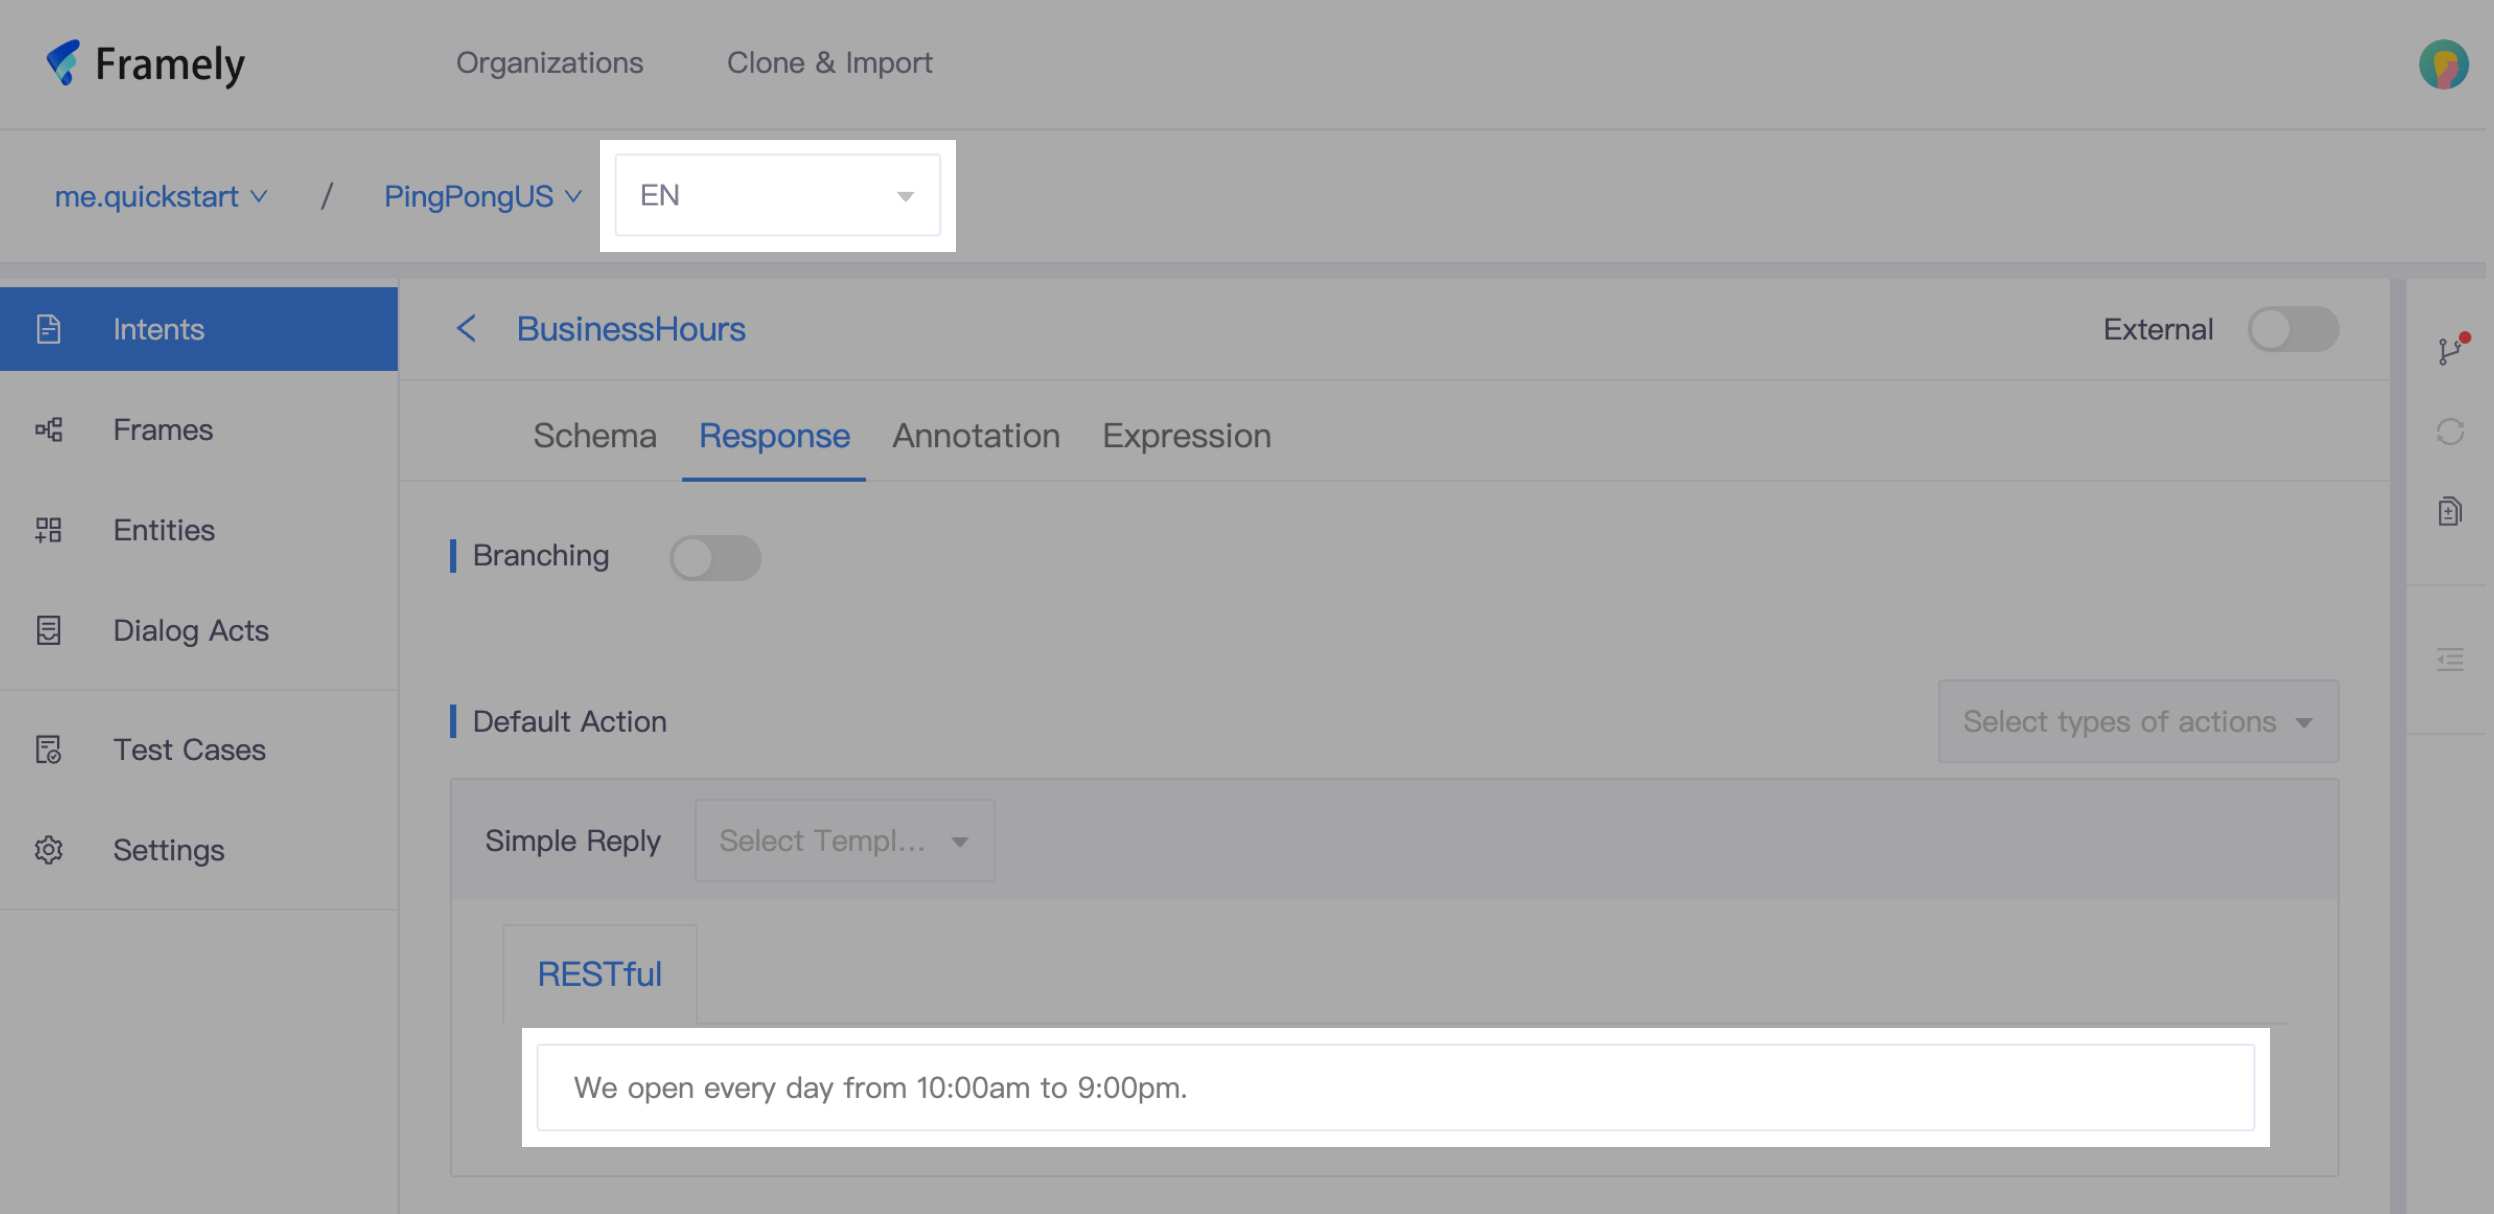 Framely
Organizations
Clone & Import
me.quickstart
/
PingPongUS
EN
Intents
BusinessHours
External
Frames
Schema
Response
Annotation
Expression
Entities
Branching
Dialog Acts
Default Action
Select types of actions
Test Cases
Simple Reply
Select Templ...
Settings
RESTful
We open every day from 10:00am to 9:00pm.